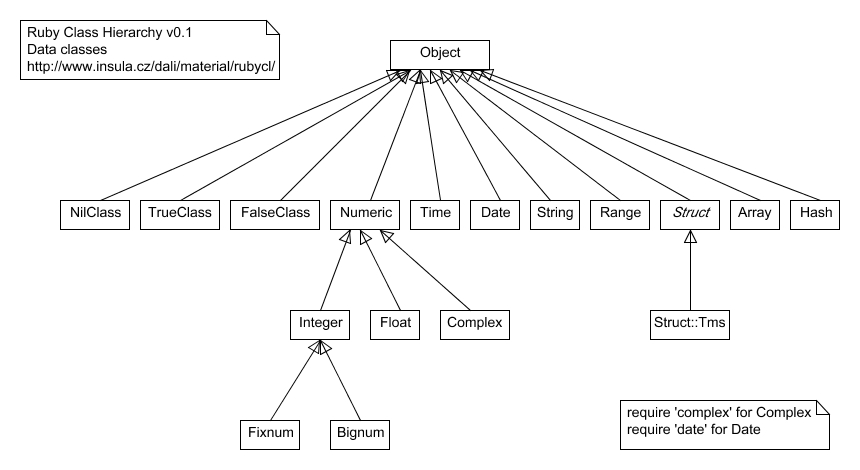 Ruby Class Hierarchy v0.1
Data classes
http://www.insula.cz/dali/material/rubycl/
Object
NilClass TrueClass FalseClass Numeric Time Date String Range Struct Array Hash
Integer Float Complex Struct::Tms
Fixnum Bignum
require 'complex' for Complex
require 'date' for Date